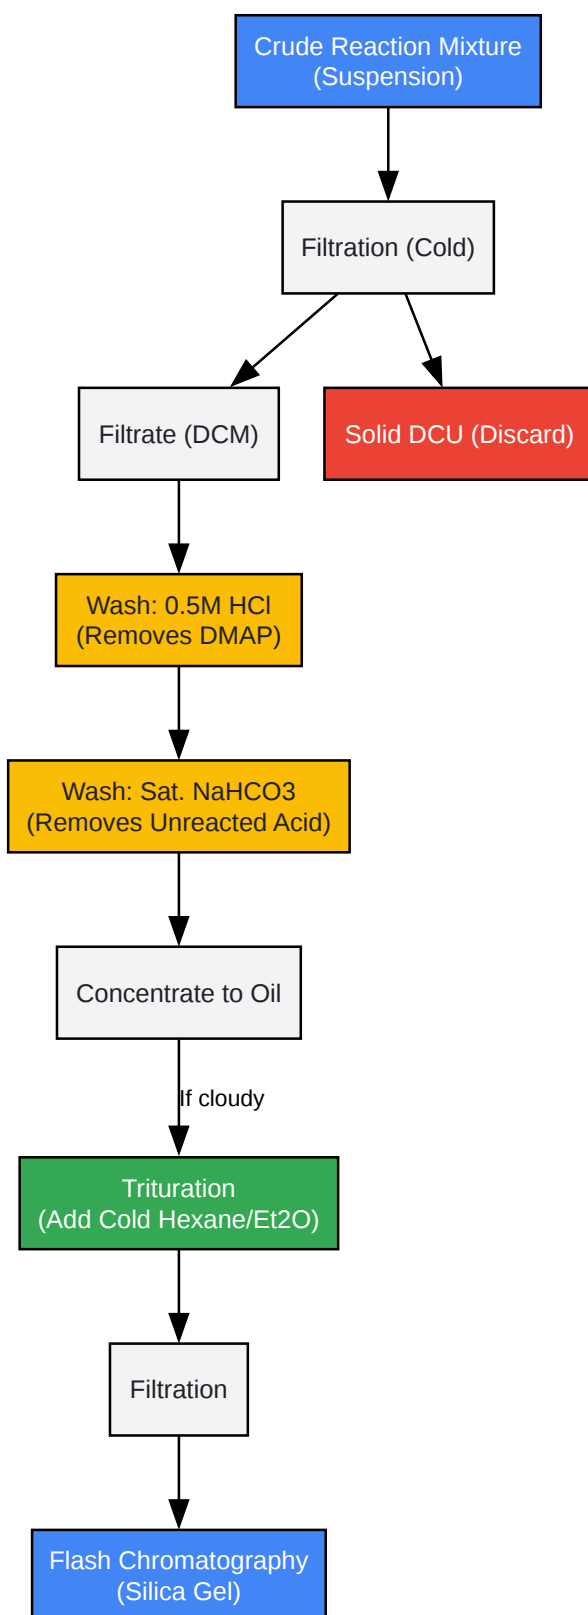 Crude Reaction Mixture
(Suspension)
Filtration (Cold)
Filtrate (DCM)
Solid DCU (Discard)
Wash: 0.5M HCl
(Removes DMAP)
Wash: Sat. NaHCO3
(Removes Unreacted Acid)
Concentrate to Oil
If cloudy
Trituration
(Add Cold Hexane/Et2O)
Filtration
Flash Chromatography
(Silica Gel)